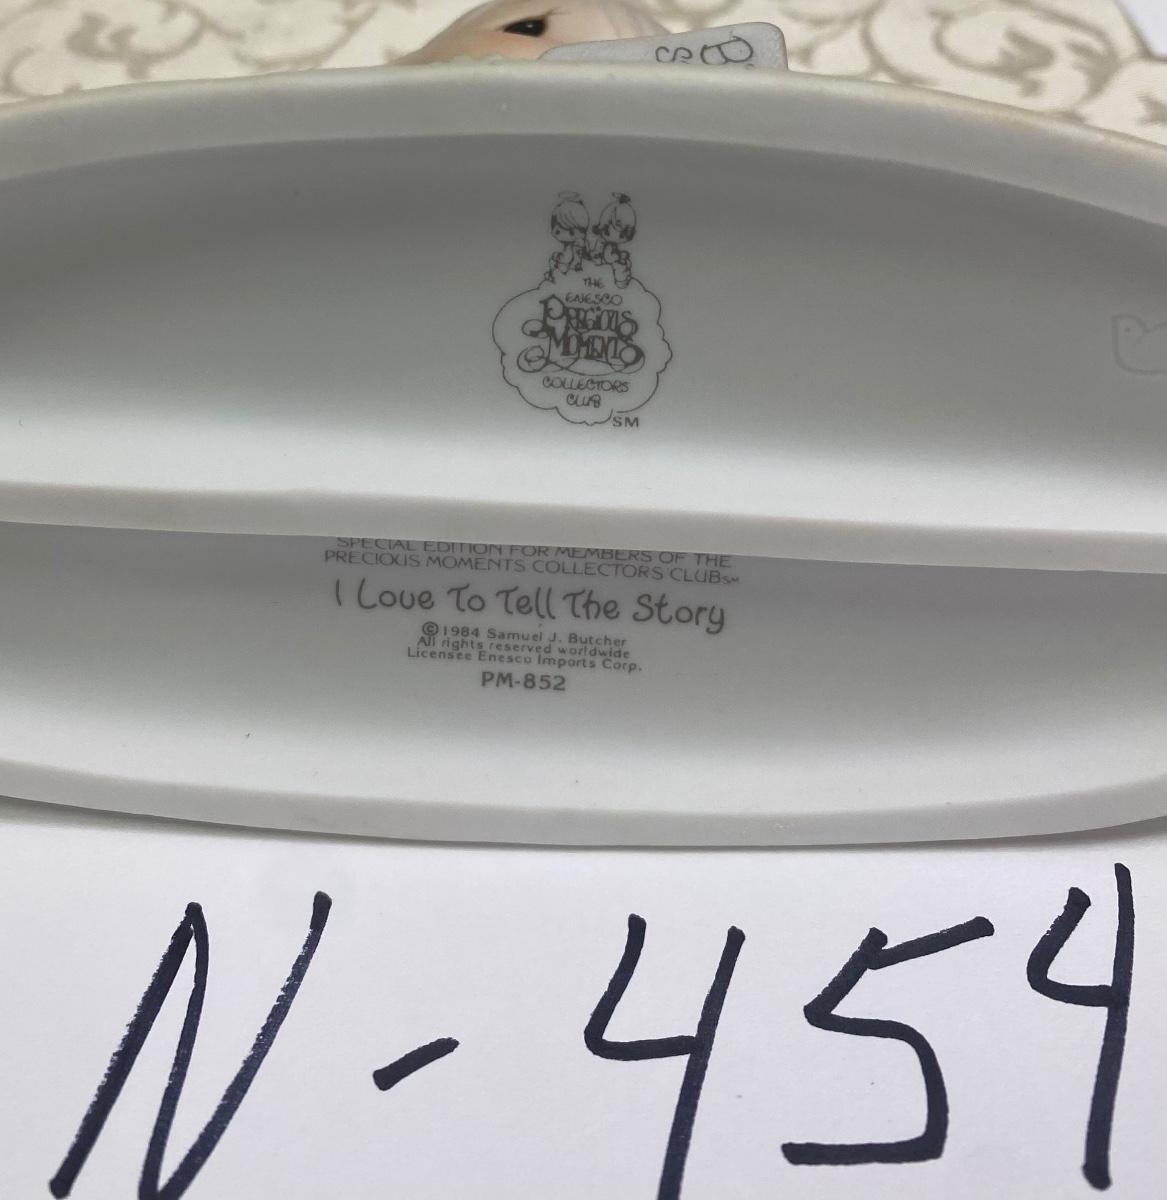 B
S
THE
ENESCO
PRECIOUS
MOMENTS
COLLECTORS
CLUB
SM
SPECIAL EDITION FOR MEMBERS OF THE
PRECIOUS MOMENTS COLLECTORS CLUB℠
I Love To Tell The Story
©1984 Samuel J. Butcher
All rights reserved worldwide
Licensee Enesco Imports Corp.
PM-852
N-454